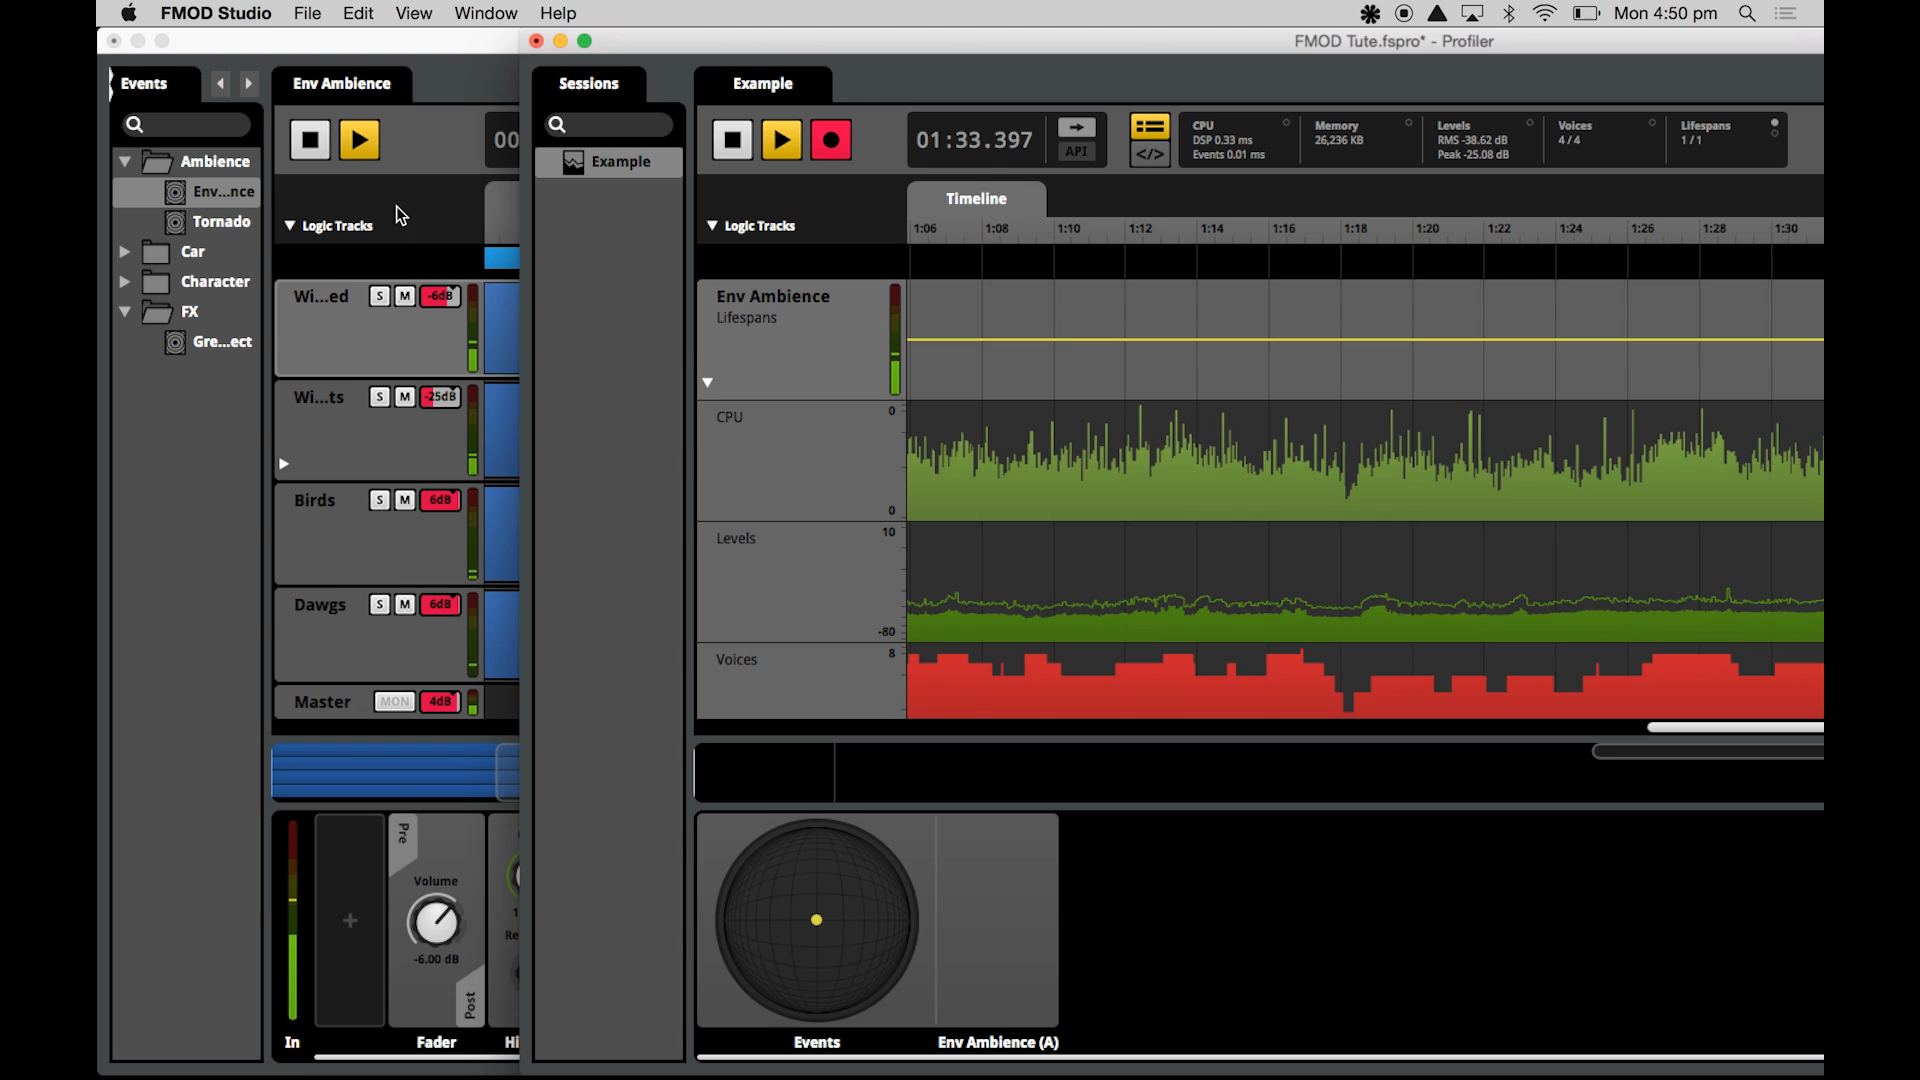 FMOD Studio File Edit View Window Help Mon 4:50 pm
FMOD Tute.fspro* - Profiler
Events
Env Ambience
Ambience
Env...nce
Tornado
Car
Character
FX
Gre...ect
00
Logic Tracks
Wi...ed S M -6dB
Wi...ts S M -25dB
Birds S M 6dB
Dawgs S M 6dB
Master MON 4dB
Pre
Volume
-6.00 dB
Post
In
Fader
Hi
1
Re
Sessions
Example
Example
01:33.397
API
</>
CPU
DSP 0.33 ms
Events 0.01 ms
Memory
26,236 KB
Levels
RMS -38.62 dB
Peak -25.08 dB
Voices
4 / 4
Lifespans
1 / 1
Timeline
Logic Tracks
1:06 1:08 1:10 1:12 1:14 1:16 1:18 1:20 1:22 1:24 1:26 1:28 1:30
Env Ambience
Lifespans
CPU
0
0
Levels
10
-80
Voices
8
Events
Env Ambience (A)